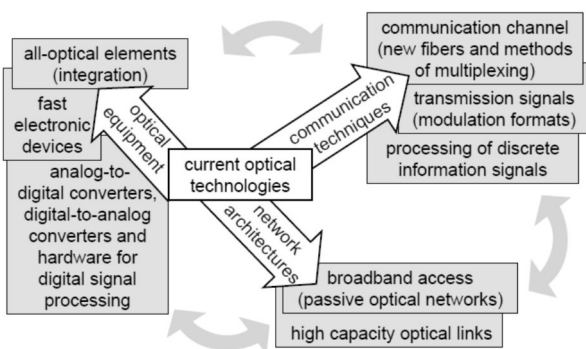 all-optical elements
(integration)
fast
electronic
devices
analog-to-
digital converters,
digital-to-analog
converters and
hardware for
digital signal
processing
optical
equipment
current optical
technologies
communication
techniques
communication channel
(new fibers and methods
of multiplexing)
transmission signals
(modulation formats)
processing of discrete
information signals
network
architectures
broadband access
(passive optical networks)
high capacity optical links